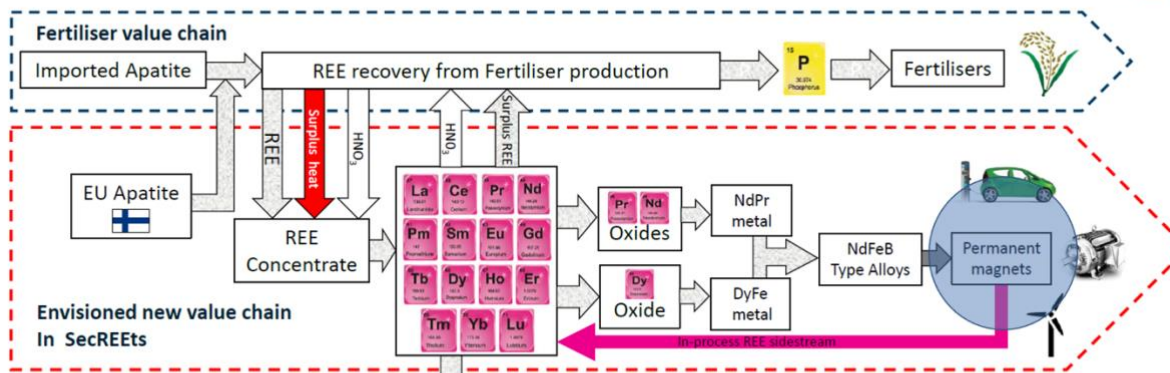 Fertiliser value chain
Imported Apatite
REE recovery from Fertiliser production
15
P
Phosphorus
Fertilisers
REE
Surplus heat
HNO₃
HNO₃
Surplus REE
EU Apatite
REE
Concentrate
La
Ce
Pr
Nd
Pm
Sm
Eu
Gd
Tb
Dy
Ho
Er
Tm
Yb
Lu
Pr
Nd
Oxides
Dy
Oxide
NdPr
metal
DyFe
metal
NdFeB
Type Alloys
Permanent
magnets
In-process REE sidestream
Envisioned new value chain
In SecREEts